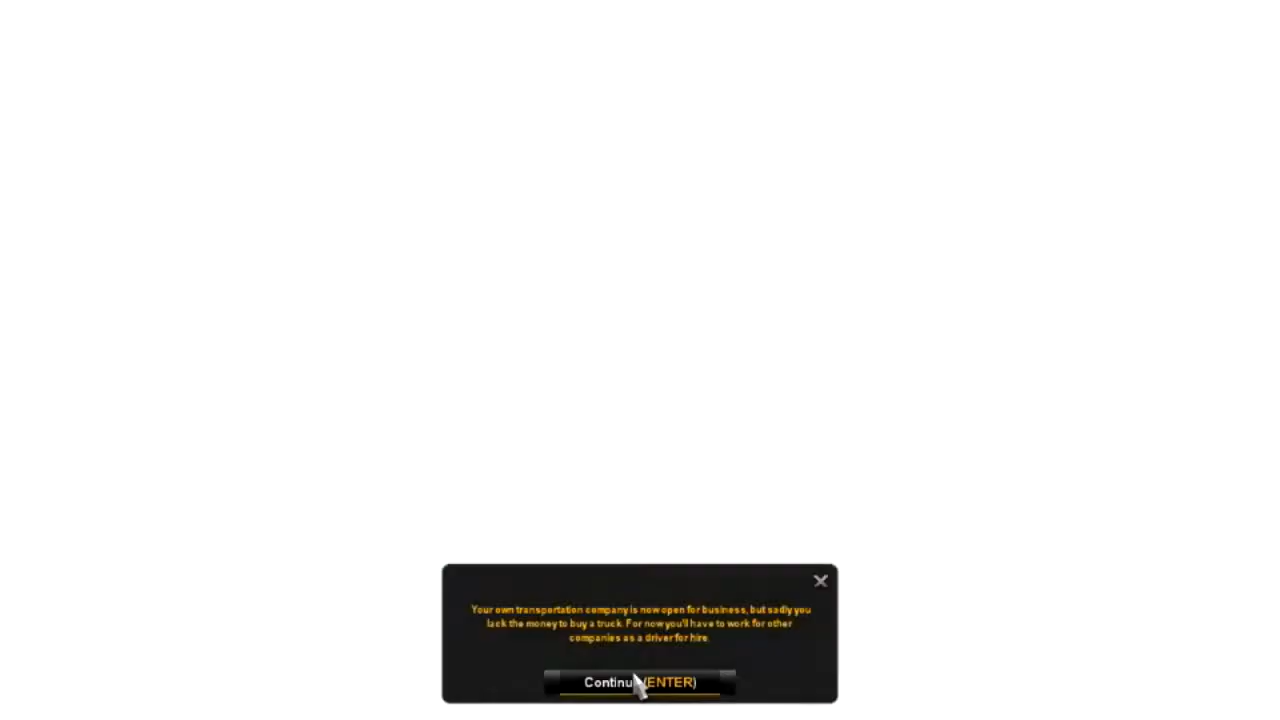 Your own transportation company is now open for business, but sadly you
lack the money to buy a truck. For now you'll have to work for other
companies as a driver for hire.
Continu (ENTER)